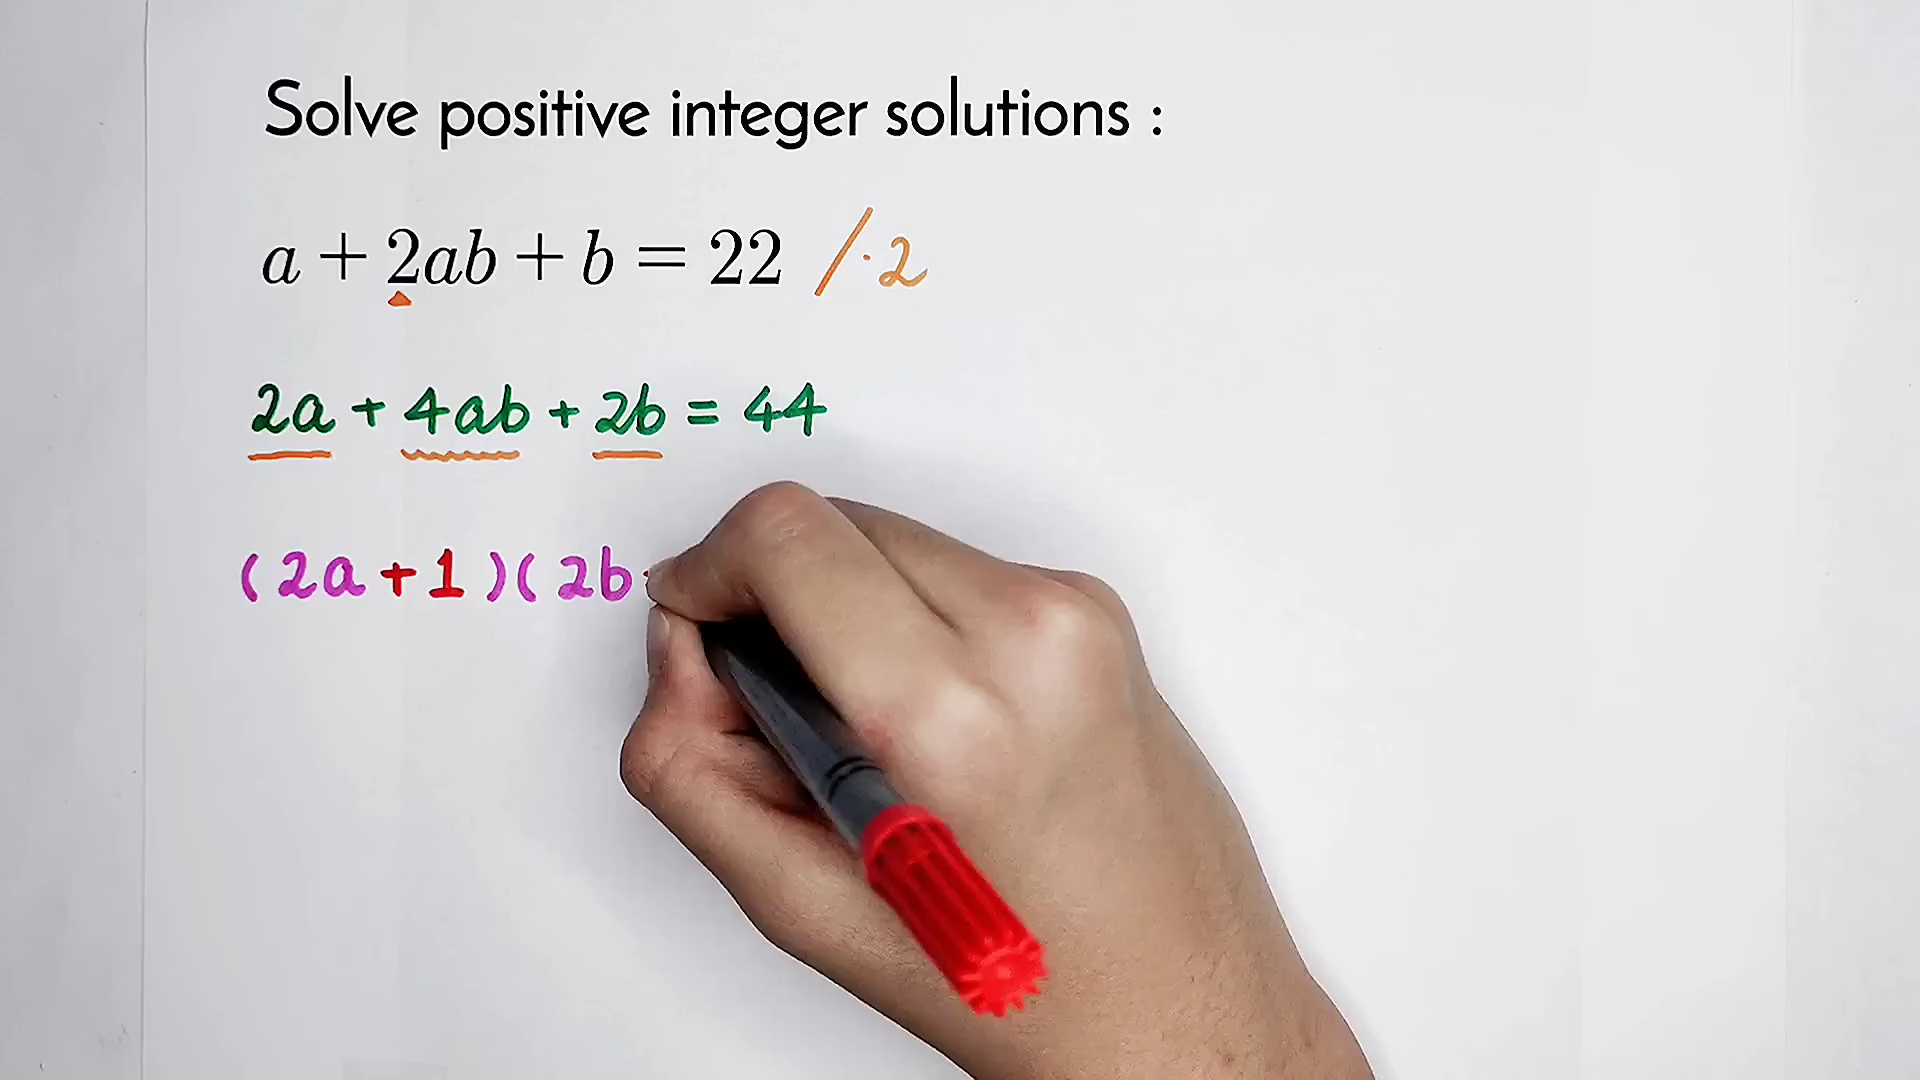 Solve positive integer solutions :
a + 2ab + b = 22 /·2
2a + 4ab + 2b = 44
(2a+1)(2b